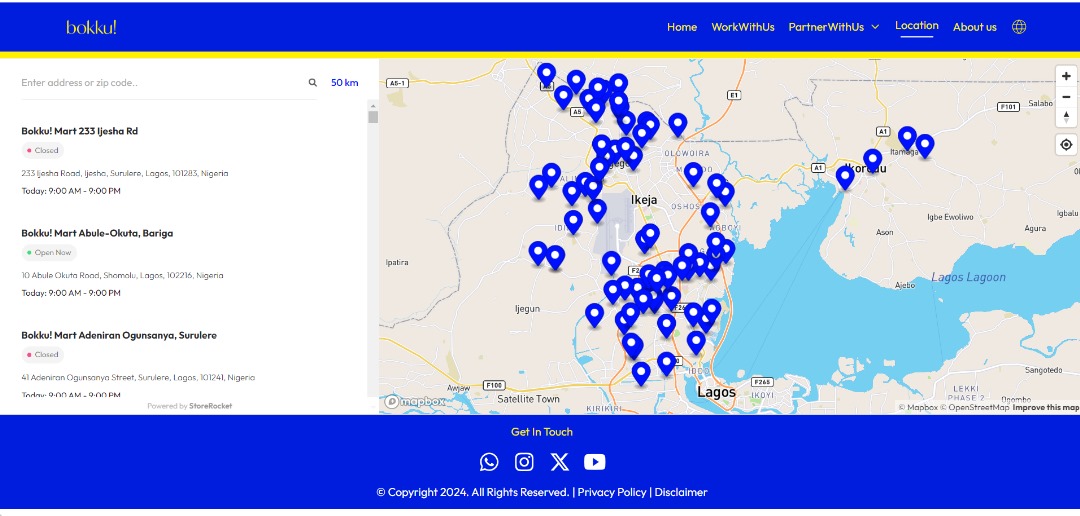 bokku!
Home WorkWithUs PartnerWithUs Location About us
Enter address or zip code.. 50 km
Bokku! Mart 233 Ijesha Rd
Closed
233 Ijesha Road, Ijesha, Surulere, Lagos, 101283, Nigeria
Today: 9:00 AM - 9:00 PM
Bokku! Mart Abule-Okuta, Bariga
Open Now
10 Abule Okuta Road, Shomolu, Lagos, 102216, Nigeria
Today: 9:00 AM - 9:00 PM
Bokku! Mart Adeniran Ogunsanya, Surulere
Closed
41 Adeniran Ogunsanya Street, Surulere, Lagos, 101241, Nigeria
Today: 9:00 AM - 9:00 PM
Powered by StoreRocket
A5-1
E1
A5
F101
Salabo
A1
OLOWOIRA
A1
Ikeja
Igbe Ewoliwo
Ason
Agura
Ipatira
Lagos Lagoon
Ajebo
Ijegun
Sangotedo
Awjaw
F100
Satellite Town
F265
IKOYI
Lagos
LEKKI
PHASE 2
Ogombo
KIRIKIRI
mapbox
© Mapbox © OpenStreetMap Improve this map
Get In Touch
© Copyright 2024. All Rights Reserved. | Privacy Policy | Disclaimer